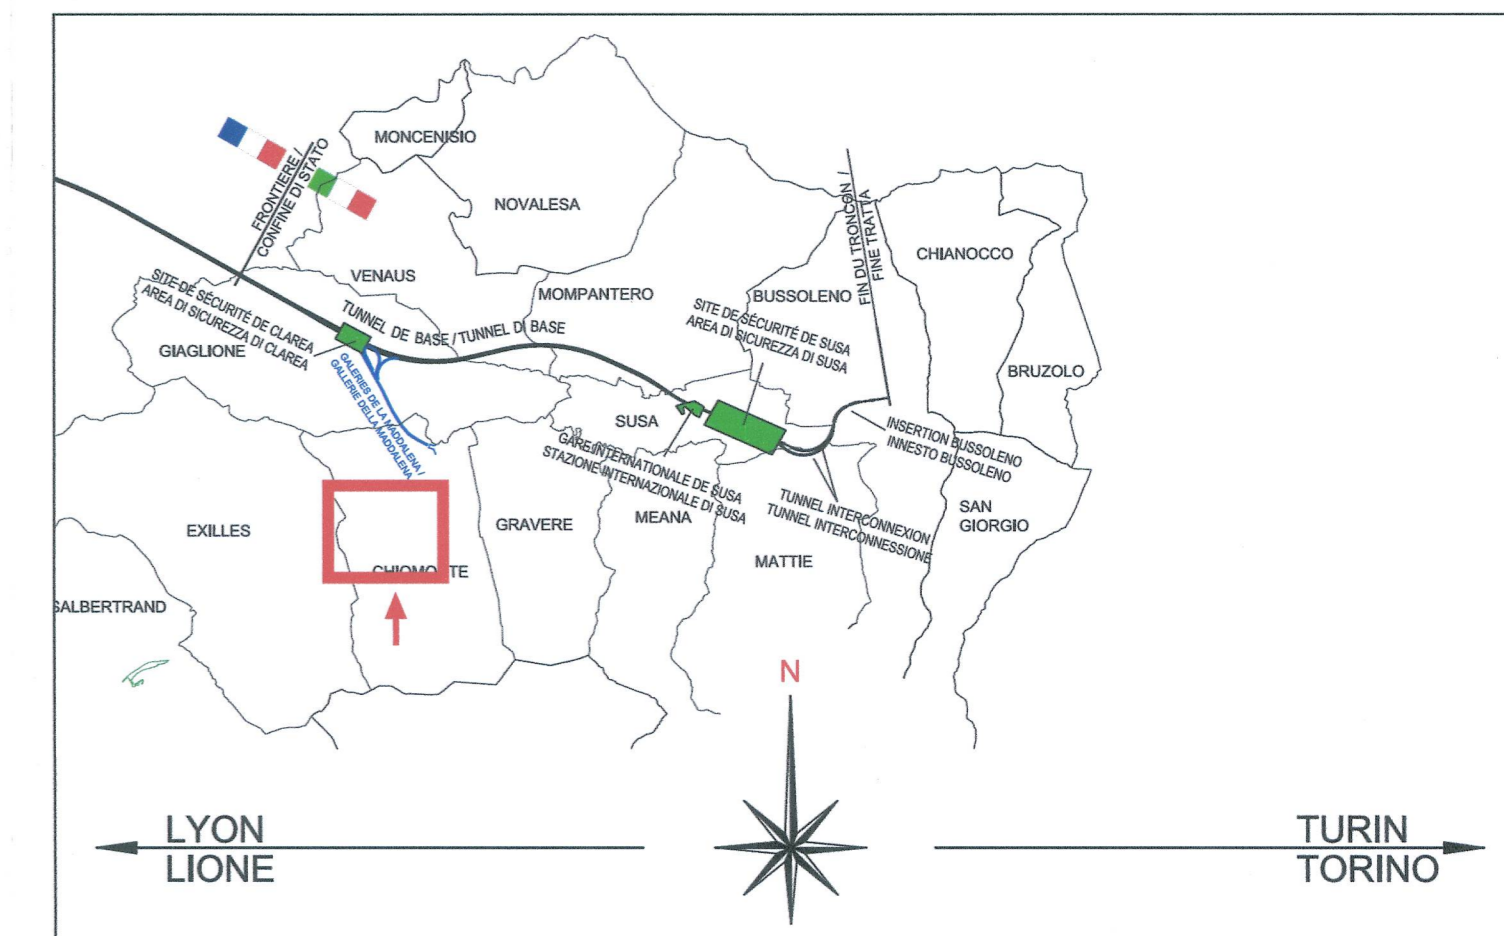 MONCENISIO
FRONTIERE /
CONFINE DI STATO
NOVALESA
VENAUS
MOMPANTERO
BUSSOLENO
FIN DU TRONCON /
FINE TRATTA
CHIANOCCO
SITE DE SÉCURITÉ DE CLAREA
AREA DI SICUREZZA DI CLAREA
TUNNEL DE BASE / TUNNEL DI BASE
SITE DE SÉCURITÉ DE SUSA
AREA DI SICUREZZA DI SUSA
GIAGLIONE
BRUZOLO
GALERIES DE LA MADDALENA /
GALLERIE DELLA MADDALENA
SUSA
INSERTION BUSSOLENO
INNESTO BUSSOLENO
GARE INTERNATIONALE DE SUSA
STAZIONE INTERNAZIONALE DI SUSA
TUNNEL INTERCONNEXION
TUNNEL INTERCONNESSIONE
EXILLES
GRAVERE
MEANA
SAN
GIORGIO
MATTIE
CHIOMONTE
SALBERTRAND
N
LYON
LIONE
TURIN
TORINO